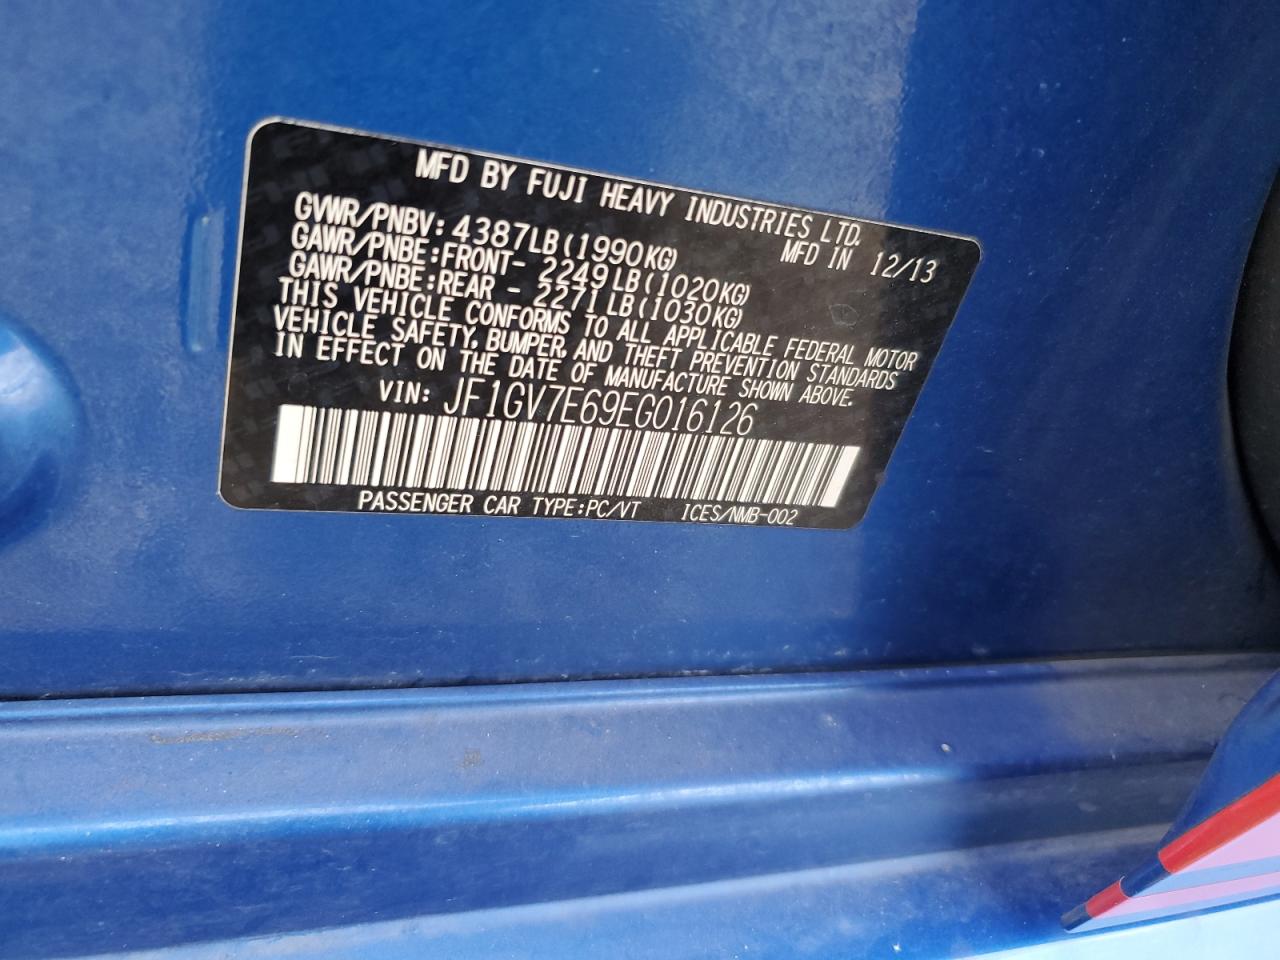 MFD BY FUJI HEAVY INDUSTRIES LTD.
GVWR/PNBV: 4387LB(1990KG) MFD IN 12/13
GAWR/PNBE:FRONT- 2249LB(1020KG)
GAWR/PNBE:REAR - 2271LB(1030KG)
THIS VEHICLE CONFORMS TO ALL APPLICABLE FEDERAL MOTOR
VEHICLE SAFETY, BUMPER, AND THEFT PREVENTION STANDARDS
IN EFFECT ON THE DATE OF MANUFACTURE SHOWN ABOVE.
VIN: JF1GV7E69EG016126
PASSENGER CAR TYPE:PC/VT ICES/NMB-002